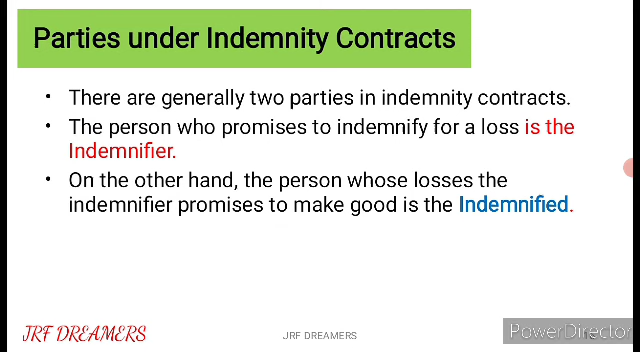 Parties under Indemnity Contracts
• There are generally two parties in indemnity contracts.
• The person who promises to indemnify for a loss is the
Indemnifier.
• On the other hand, the person whose losses the
indemnifier promises to make good is the Indemnified.
JRF DREAMERS
JRF DREAMERS
PowerDirector